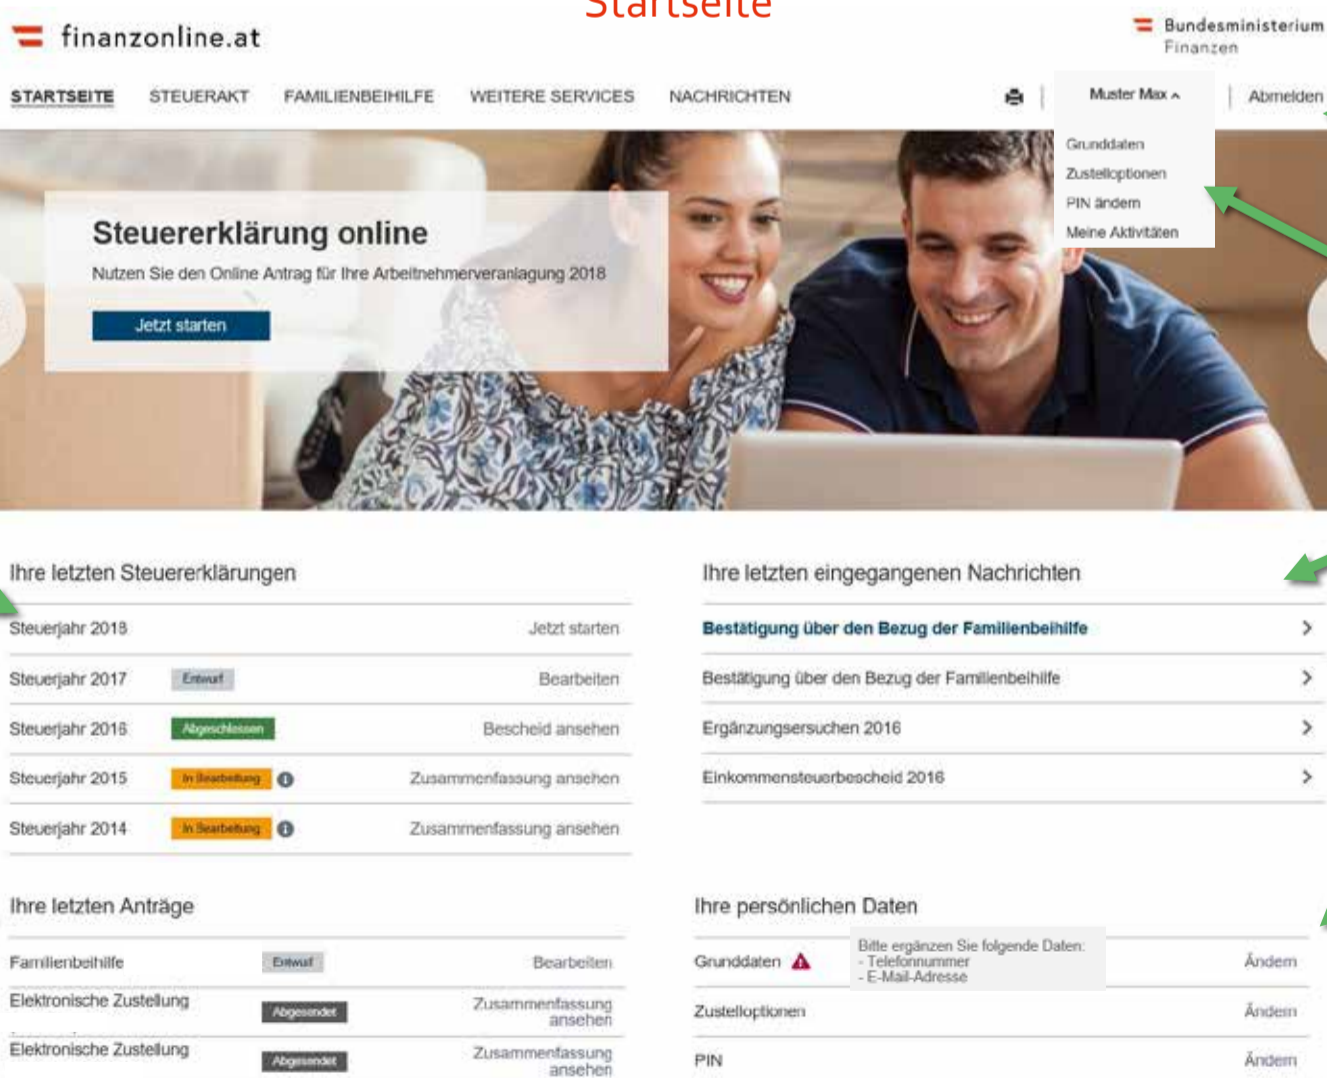 Startseite
finanzonline.at
Bundesministerium
Finanzen
STARTSEITE STEUERAKT FAMILIENBEIHILFE WEITERE SERVICES NACHRICHTEN Muster Max Abmelden
Grunddaten
Zustelloptionen
PIN ändern
Meine Aktivitäten
Steuererklärung online
Nutzen Sie den Online Antrag für Ihre Arbeitnehmerveranlagung 2018
Jetzt starten
Ihre letzten Steuererklärungen
Steuerjahr 2018 Jetzt starten
Steuerjahr 2017 Entwurf Bearbeiten
Steuerjahr 2016 Abgeschlossen Bescheid ansehen
Steuerjahr 2015 In Bearbeitung Zusammenfassung ansehen
Steuerjahr 2014 In Bearbeitung Zusammenfassung ansehen
Ihre letzten eingegangenen Nachrichten
Bestätigung über den Bezug der Familienbeihilfe
Bestätigung über den Bezug der Familienbeihilfe
Ergänzungsersuchen 2016
Einkommensteuerbescheid 2016
Ihre letzten Anträge
Familienbeihilfe Entwurf Bearbeiten
Elektronische Zustellung Abgesendet Zusammenfassung
ansehen
Elektronische Zustellung Abgesendet Zusammenfassung
ansehen
Ihre persönlichen Daten
Grunddaten Ändern
Bitte ergänzen Sie folgende Daten:
- Telefonnummer
- E-Mail-Adresse
Zustelloptionen Ändern
PIN Ändern